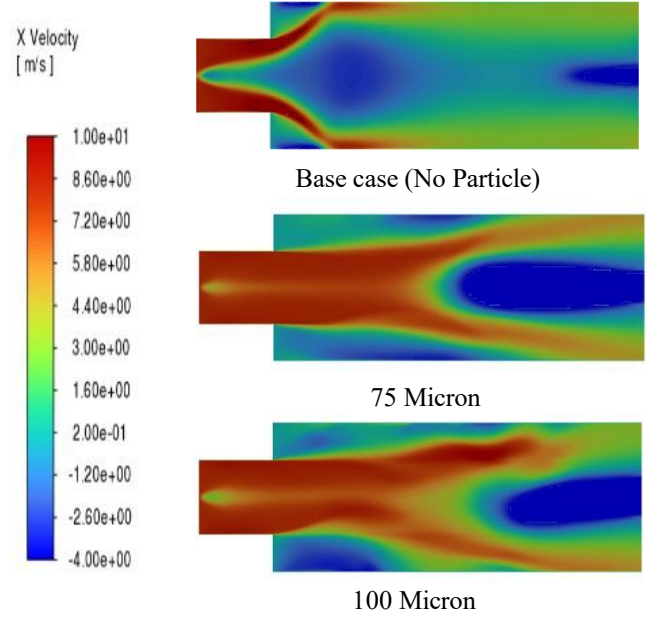 X Velocity
[ m/s ]
1.00e+01
8.60e+00
7.20e+00
5.80e+00
4.40e+00
3.00e+00
1.60e+00
2.00e-01
-1.20e+00
-2.60e+00
-4.00e+00
Base case (No Particle)
75 Micron
100 Micron